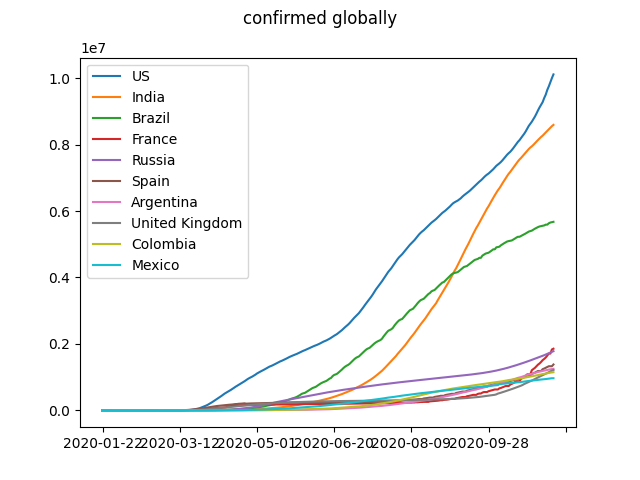 confirmed globally
1e7
1.0
0.8
0.6
0.4
0.2
0.0
US
India
Brazil
France
Russia
Spain
Argentina
United Kingdom
Colombia
Mexico
2020-01-22 2020-03-12 2020-05-01 2020-06-20 2020-08-09 2020-09-28